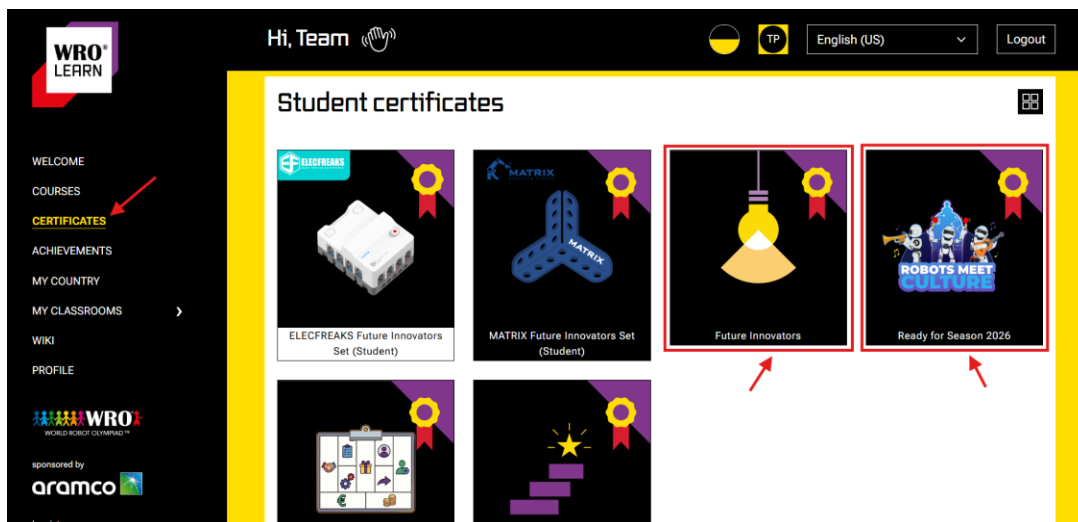 WRO®
LEARN
Hi, Team
TP
English (US)
Logout
Student certificates
WELCOME
COURSES
CERTIFICATES
ACHIEVEMENTS
MY COUNTRY
MY CLASSROOMS
WIKI
PROFILE
WRO
WORLD ROBOT OLYMPIAD™
sponsored by
aramco
EF ELECFREAKS
ELECFREAKS Future Innovators
Set (Student)
MATRIX
MATRIX
MATRIX Future Innovators Set
(Student)
Future Innovators
ROBOTS MEET
CULTURE
Ready for Season 2026